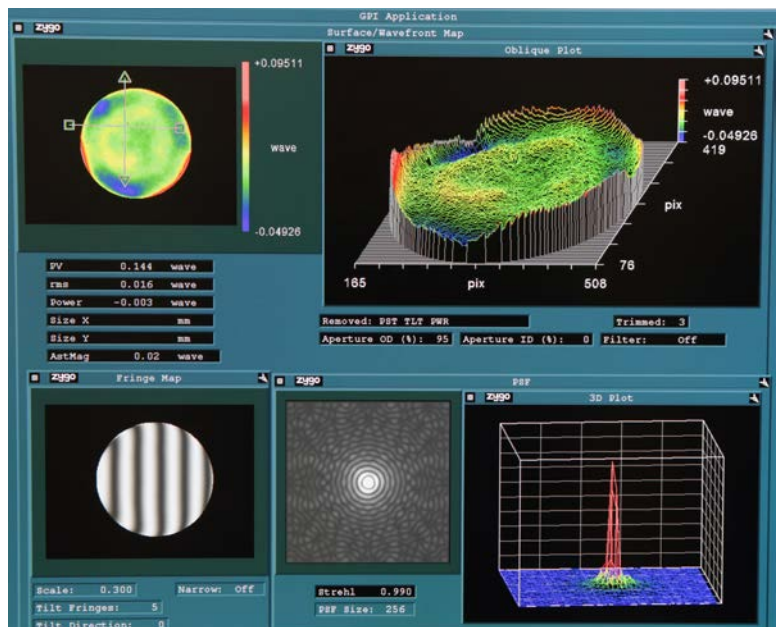 GPI Application
zygo
Surface/Wavefront Map
+0.09511
wave
-0.04926
zygo
Oblique Plot
+0.09511
wave
-0.04926
419
pix
76
165
pix
508
PV 0.144 wave
rms 0.016 wave
Power -0.003 wave
Size X mm
Size Y mm
AstMag 0.02 wave
Removed: PST TLT PWR
Trimmed: 3
Aperture OD (%): 95
Aperture ID (%): 0
Filter: Off
zygo
Fringe Map
Scale: 0.300
Narrow: Off
Tilt Fringes: 5
Tilt Direction: 0
zygo
PSF
Strehl 0.990
PSF Size: 256
zygo
3D Plot